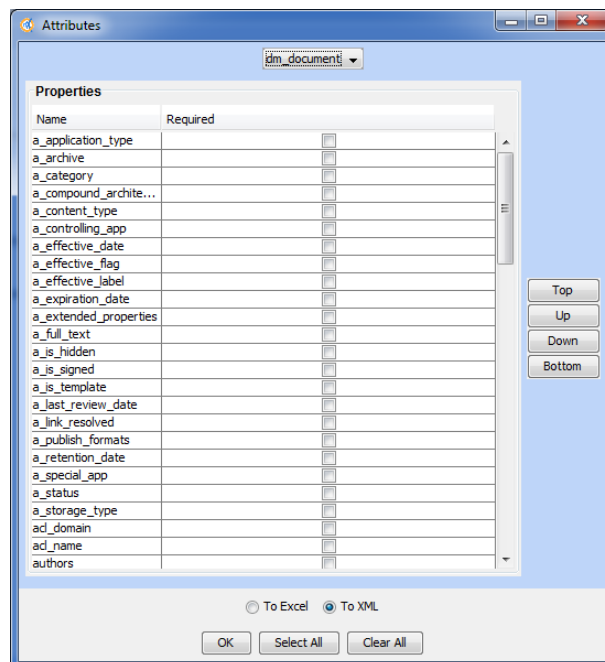 Attributes
dm_document
Properties
Name Required
a_application_type
a_archive
a_category
a_compound_archite...
a_content_type
a_controlling_app
a_effective_date
a_effective_flag
a_effective_label
a_expiration_date
a_extended_properties
a_full_text
a_is_hidden
a_is_signed
a_is_template
a_last_review_date
a_link_resolved
a_publish_formats
a_retention_date
a_special_app
a_status
a_storage_type
acl_domain
acl_name
authors
Top
Up
Down
Bottom
To Excel To XML
OK Select All Clear All